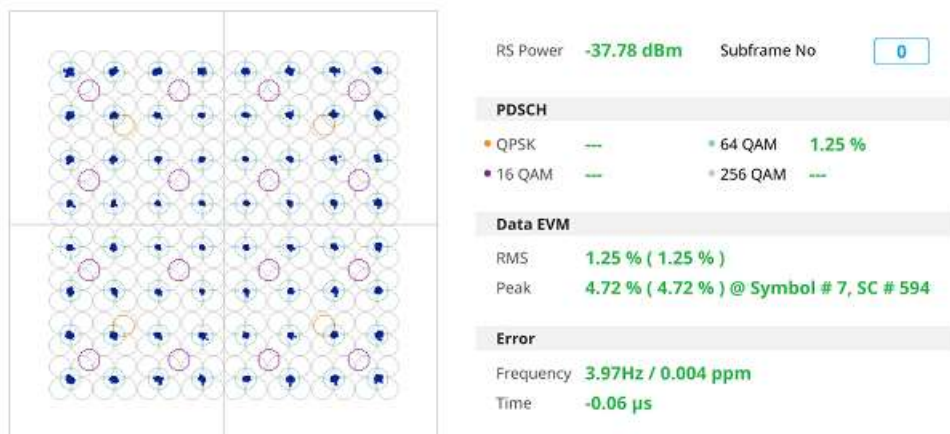 RS Power -37.78 dBm Subframe No 0
PDSCH
QPSK --- 64 QAM 1.25 %
16 QAM --- 256 QAM ---
Data EVM
RMS 1.25 % ( 1.25 % )
Peak 4.72 % ( 4.72 % ) @ Symbol # 7, SC # 594
Error
Frequency 3.97Hz / 0.004 ppm
Time -0.06 µs